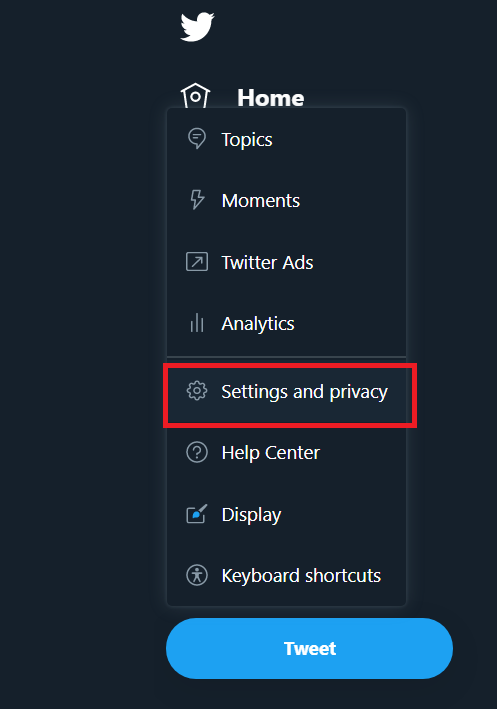 Home
Topics
Moments
Twitter Ads
Analytics
Settings and privacy
Help Center
Display
Keyboard shortcuts
Tweet